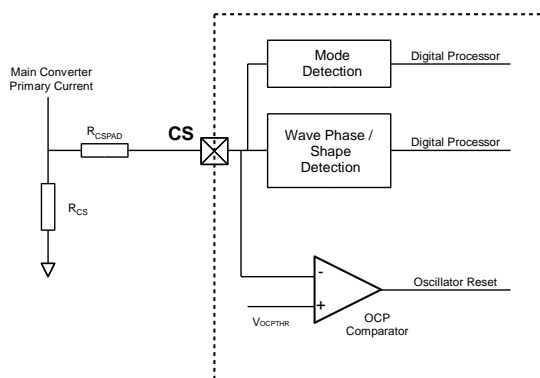 Mode
Detection
Digital Processor
Main Converter
Primary Current
RCSPAD
CS
Wave Phase /
Shape
Detection
Digital Processor
RCS
-
+
Oscillator Reset
VOCPTHR
OCP
Comparator